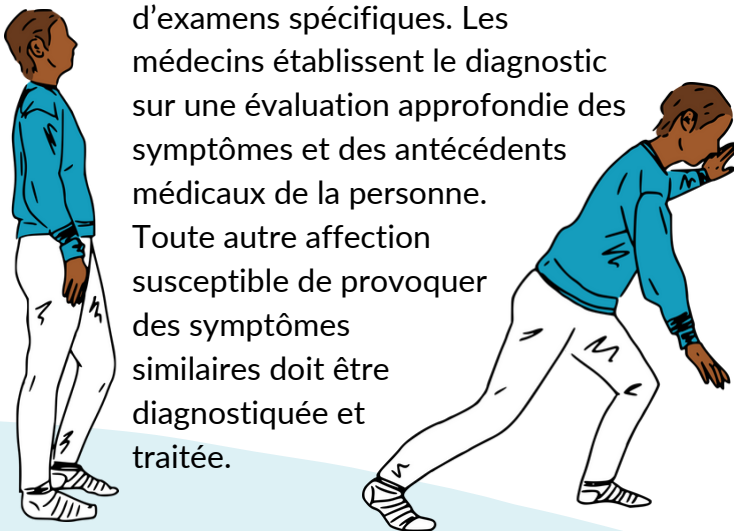 d’examens spécifiques. Les
médecins établissent le diagnostic
sur une évaluation approfondie des
symptômes et des antécédents
médicaux de la personne.
Toute autre affection
susceptible de provoquer
des symptômes
similaires doit être
diagnostiquée et
traitée.